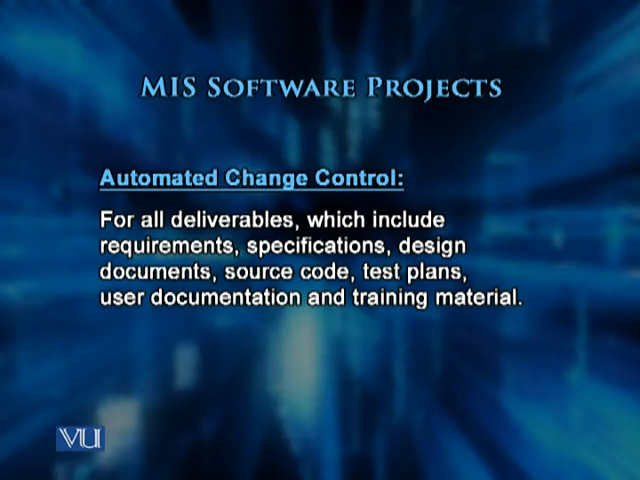 MIS Software Projects
Automated Change Control:
For all deliverables, which include
requirements, specifications, design
documents, source code, test plans,
user documentation and training material.
VU